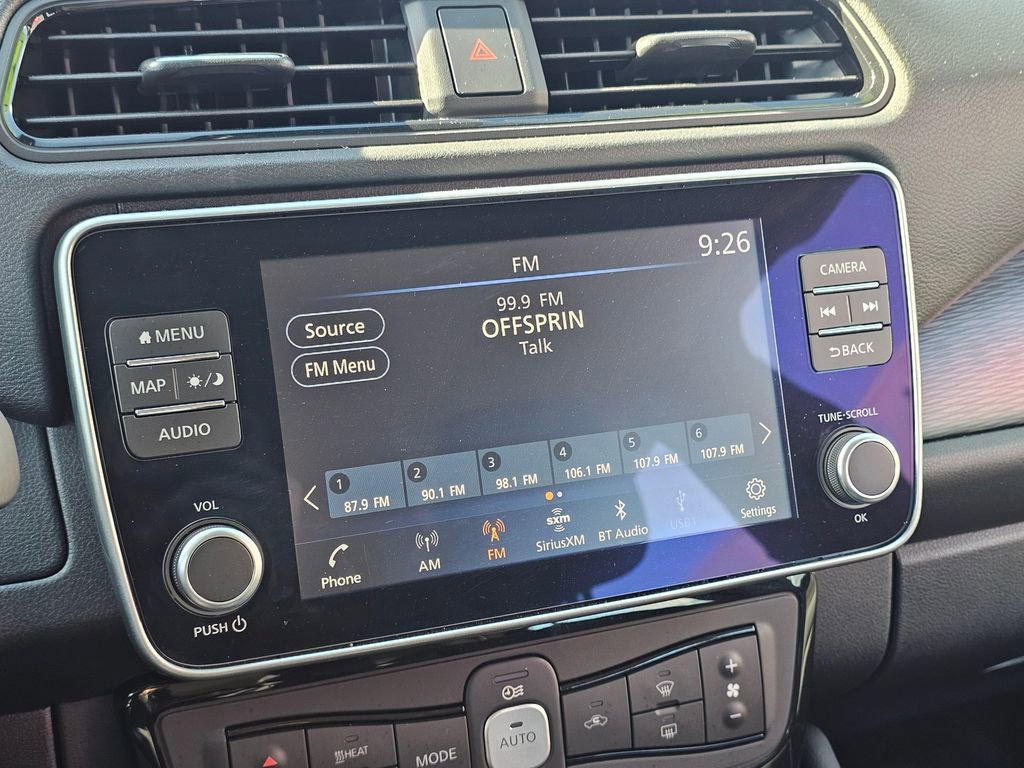 9:26
FM
99.9 FM
OFFSPRIN
Talk
Source
FM Menu
MENU
MAP
AUDIO
VOL
PUSH
CAMERA
BACK
TUNE·SCROLL
OK
1 87.9 FM
2 90.1 FM
3 98.1 FM
4 106.1 FM
5 107.9 FM
6 107.9 FM
Phone
AM
FM
sxm
SiriusXM
BT Audio
USB1
Settings
HEAT
MODE
AUTO